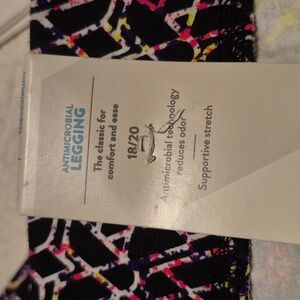 ANTIMICROBIAL
LEGGING
The classic for
comfort and ease
18/20
Antimicrobial technology
reduces odor
Supportive stretch